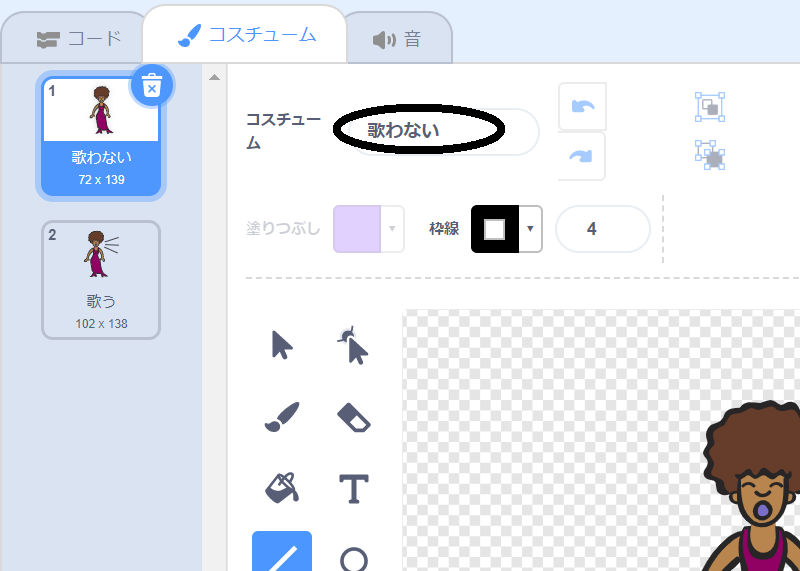 コード
コスチューム
音
1
歌わない
72 x 139
2
歌う
102 x 138
コスチュー
ム
歌わない
塗りつぶし
枠線
4
T